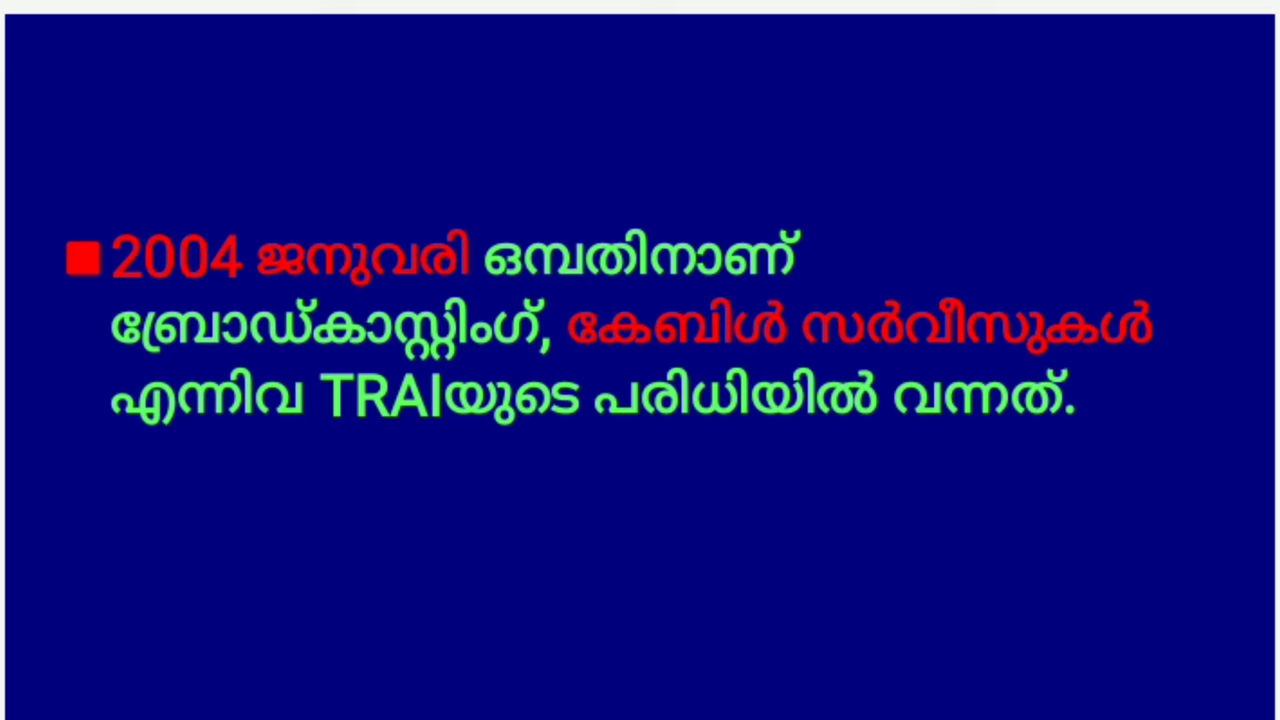 ■ 2004 ജനുവരി ഒമ്പതിനാണ്
ബ്രോഡ്കാസ്റ്റിംഗ്, കേബിൾ സർവീസുകൾ
എന്നിവ TRAIയുടെ പരിധിയിൽ വന്നത്.